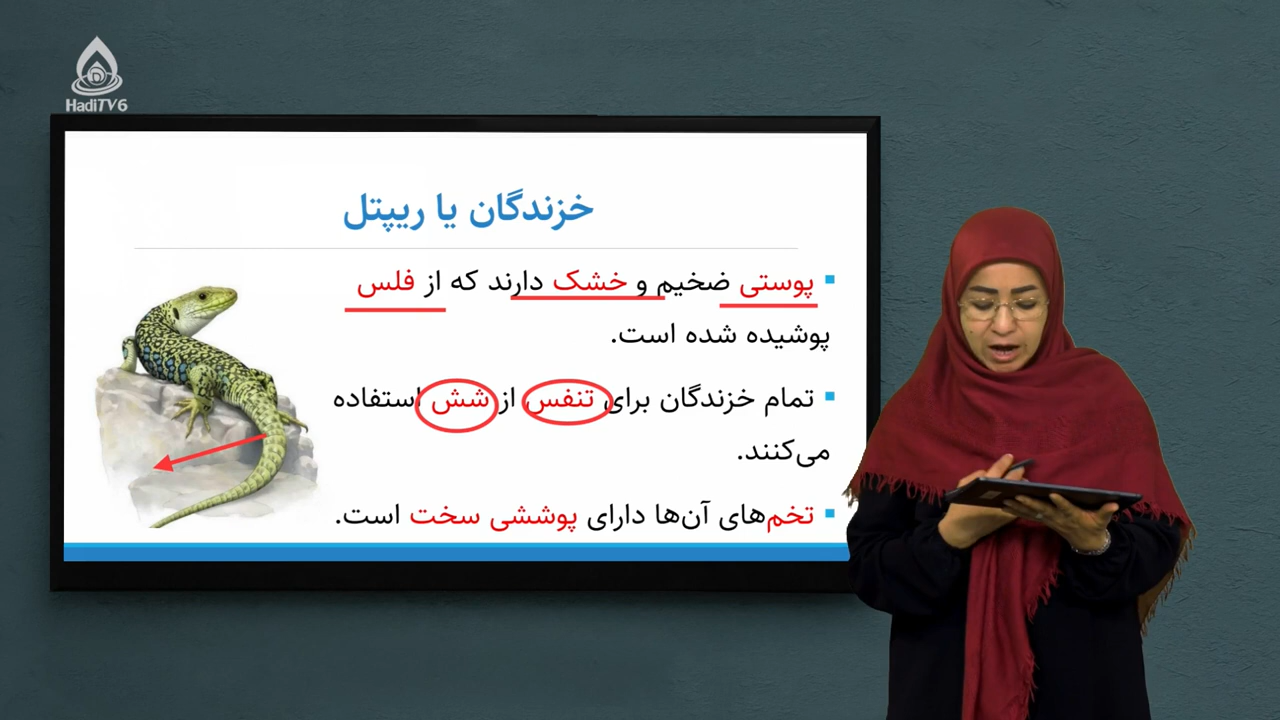 HadiTV6
خزندگان یا ریپتل
پوستی ضخیم و خشک دارند که از فلس
پوشیده شده است.
تمام خزندگان برای تنفس از شش استفاده
می‌کنند.
تخم‌های آن‌ها دارای پوششی سخت است.